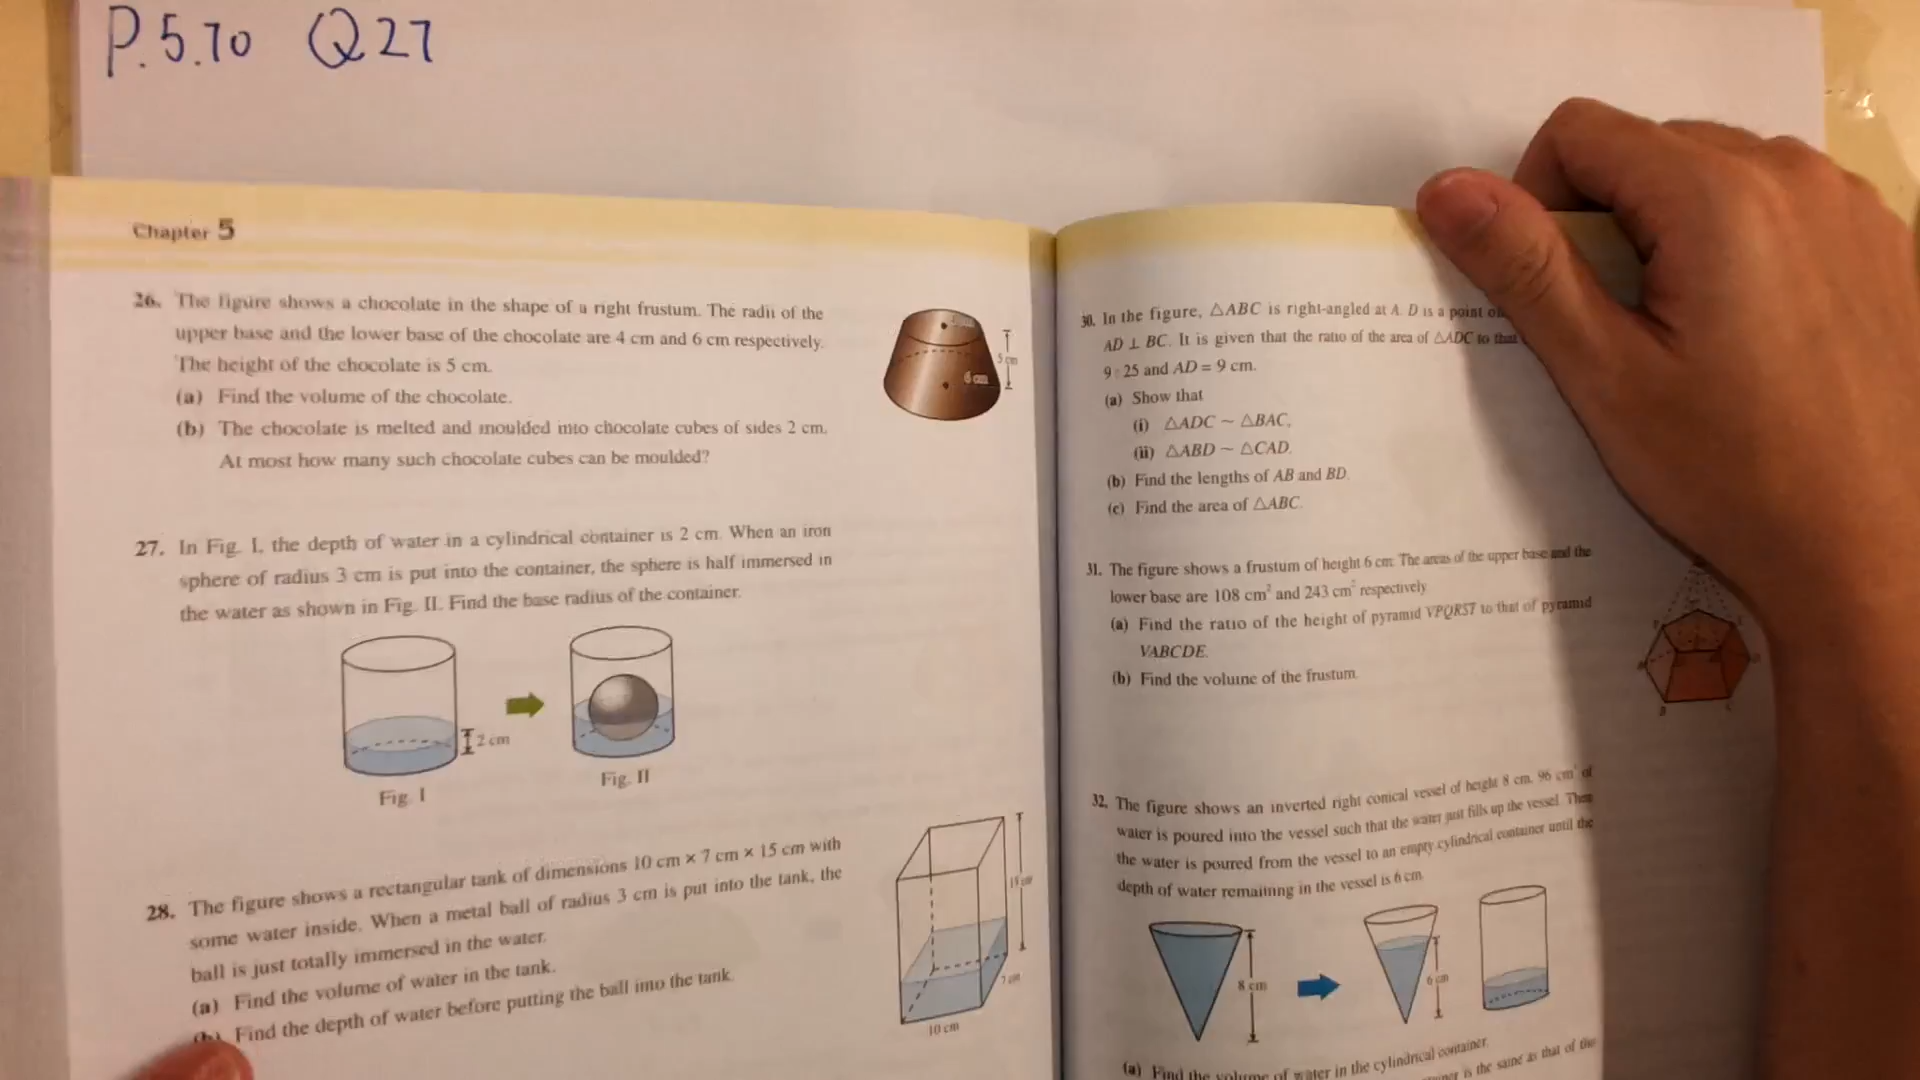 P.5.70 Q27
Chapter 5
26. The figure shows a chocolate in the shape of a right frustum. The radii of the
upper base and the lower base of the chocolate are 4 cm and 6 cm respectively.
The height of the chocolate is 5 cm.
(a) Find the volume of the chocolate.
(b) The chocolate is melted and moulded into chocolate cubes of sides 2 cm.
At most how many such chocolate cubes can be moulded?
5 cm
6 cm
27. In Fig. I, the depth of water in a cylindrical container is 2 cm. When an iron
sphere of radius 3 cm is put into the container, the sphere is half immersed in
the water as shown in Fig. II. Find the base radius of the container.
2 cm
Fig. I
Fig. II
28. The figure shows a rectangular tank of dimensions 10 cm × 7 cm × 15 cm with
some water inside. When a metal ball of radius 3 cm is put into the tank, the
ball is just totally immersed in the water.
(a) Find the volume of water in the tank.
(b) Find the depth of water before putting the ball into the tank.
15 cm
7 cm
10 cm
30. In the figure, △ABC is right-angled at A. D is a point
AD ⊥ BC. It is given that the ratio of the area of △ADC to that
9 : 25 and AD = 9 cm.
(a) Show that
(i) △ADC ~ △BAC,
(ii) △ABD ~ △CAD.
(b) Find the lengths of AB and BD.
(c) Find the area of △ABC.
31. The figure shows a frustum of height 6 cm. The areas of the upper base and the
lower base are 108 cm² and 243 cm² respectively.
(a) Find the ratio of the height of pyramid VPQRST to that of pyramid
VABCDE.
(b) Find the volume of the frustum.
B
C
32. The figure shows an inverted right conical vessel of height 8 cm. 96 cm³ of
water is poured into the vessel such that the water just fills up the vessel. Then
the water is poured from the vessel to an empty cylindrical container until the
depth of water remaining in the vessel is 6 cm.
8 cm
6 cm
(a) Find the volume of water in the cylindrical container.
is the same as that of the